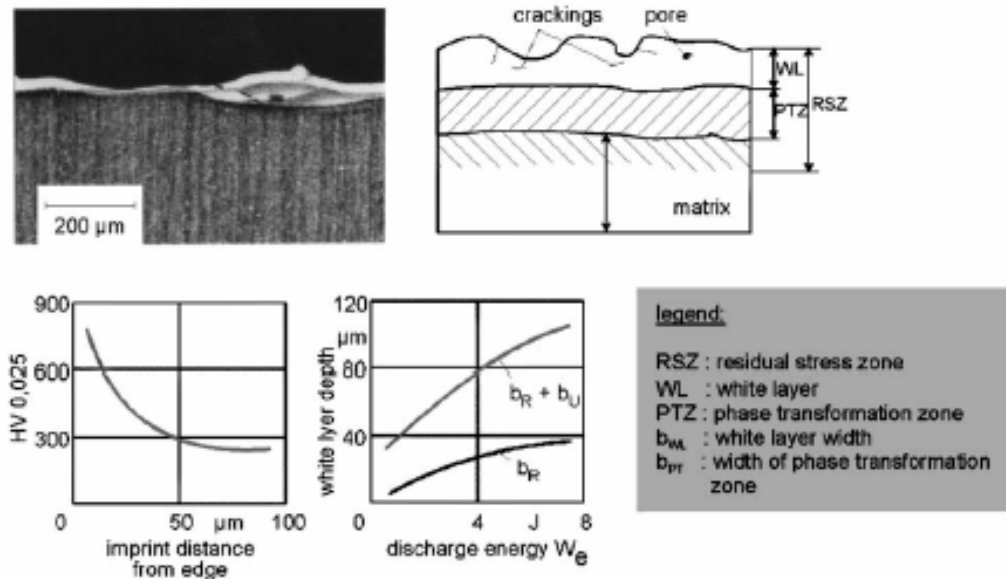 200 µm
crackings
pore
WL
PTZ
RSZ
matrix
900
600
300
HV 0,025
0
50
µm
100
imprint distance
from edge
120
µm
80
40
white lyer depth
b_R + b_U
b_R
0
4
J
8
discharge energy W_e
legend:
RSZ : residual stress zone
WL : white layer
PTZ : phase transformation zone
b_WL : white layer width
b_PT : width of phase transformation
zone